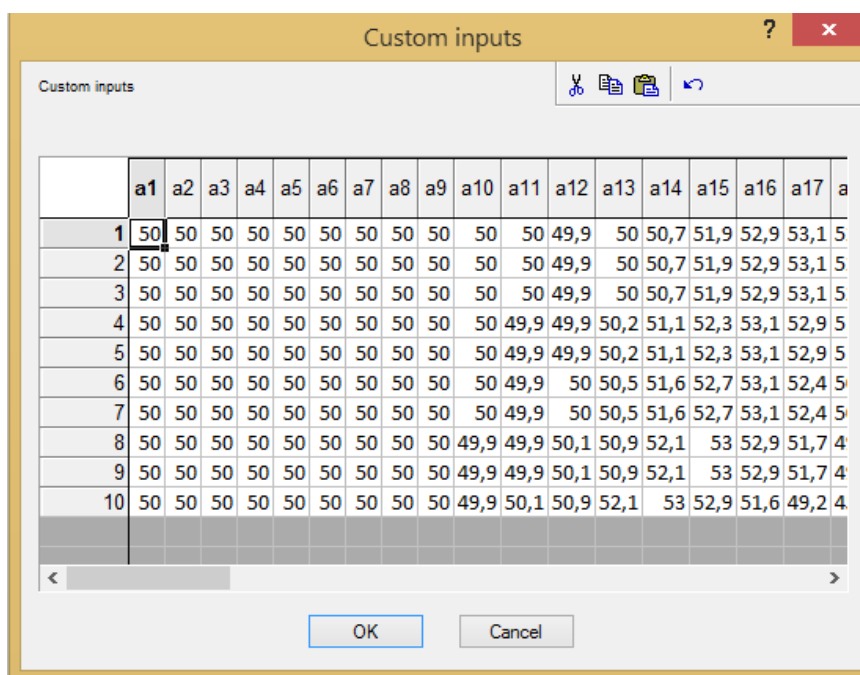 Custom inputs ? x
Custom inputs
a1 a2 a3 a4 a5 a6 a7 a8 a9 a10 a11 a12 a13 a14 a15 a16 a17
1 50 50 50 50 50 50 50 50 50 50 50 49,9 50 50,7 51,9 52,9 53,1
2 50 50 50 50 50 50 50 50 50 50 50 49,9 50 50,7 51,9 52,9 53,1
3 50 50 50 50 50 50 50 50 50 50 50 49,9 50 50,7 51,9 52,9 53,1
4 50 50 50 50 50 50 50 50 50 50 49,9 49,9 50,2 51,1 52,3 53,1 52,9
5 50 50 50 50 50 50 50 50 50 50 49,9 49,9 50,2 51,1 52,3 53,1 52,9
6 50 50 50 50 50 50 50 50 50 50 49,9 50 50,5 51,6 52,7 53,1 52,4
7 50 50 50 50 50 50 50 50 50 50 49,9 50 50,5 51,6 52,7 53,1 52,4
8 50 50 50 50 50 50 50 50 50 49,9 49,9 50,1 50,9 52,1 53 52,9 51,7
9 50 50 50 50 50 50 50 50 50 49,9 49,9 50,1 50,9 52,1 53 52,9 51,7
10 50 50 50 50 50 50 50 50 50 49,9 50,1 50,9 52,1 53 52,9 51,6 49,2
OK Cancel